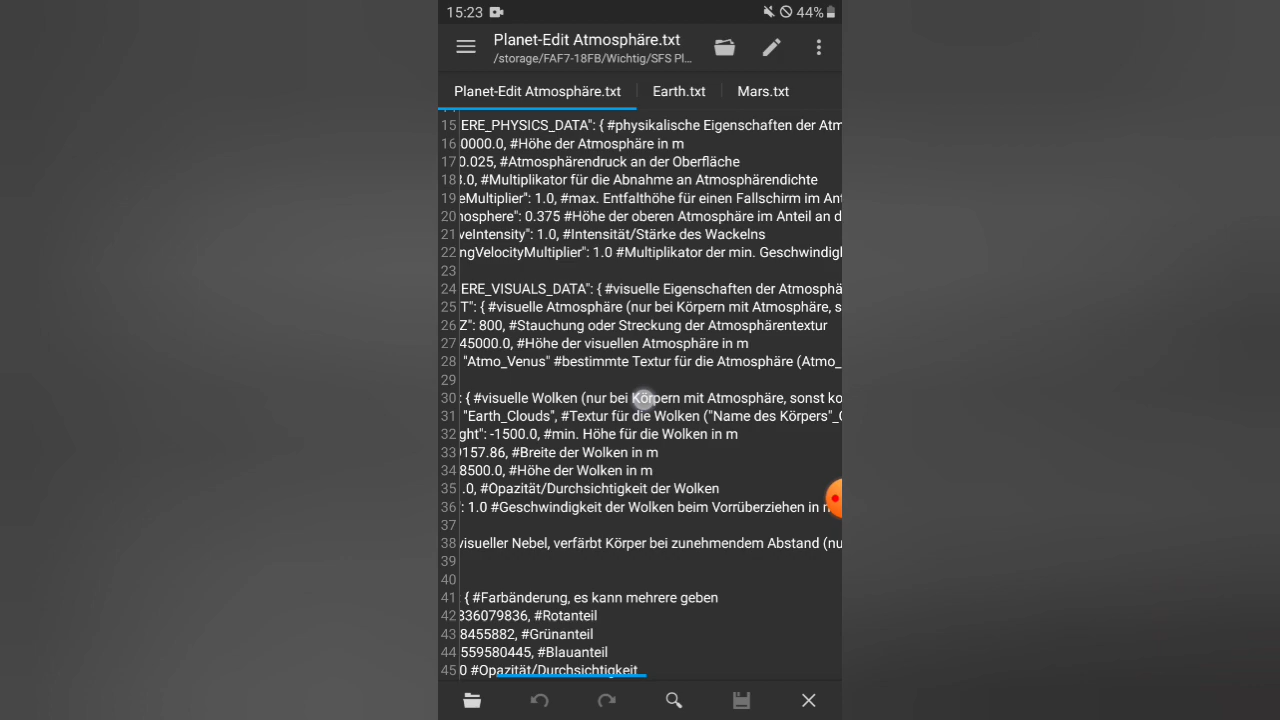 15:23
44%
Planet-Edit Atmosphäre.txt
/storage/FAF7-18FB/Wichtig/SFS Pl...
Planet-Edit Atmosphäre.txt
Earth.txt
Mars.txt
15 ERE_PHYSICS_DATA": { #physikalische Eigenschaften der Atm
16 0000.0, #Höhe der Atmosphäre in m
17 0.025, #Atmosphärendruck an der Oberfläche
18 .0, #Multiplikator für die Abnahme an Atmosphärendichte
19 eMultiplier": 1.0, #max. Entfalthöhe für einen Fallschirm im Ant
20 osphere": 0.375 #Höhe der oberen Atmosphäre im Anteil an d
21 veIntensity": 1.0, #Intensität/Stärke des Wackelns
22 ngVelocityMultiplier": 1.0 #Multiplikator der min. Geschwindigk
23
24 ERE_VISUALS_DATA": { #visuelle Eigenschaften der Atmosphä
25 T": { #visuelle Atmosphäre (nur bei Körpern mit Atmosphäre, s
26 Z": 800, #Stauchung oder Streckung der Atmosphärentextur
27 45000.0, #Höhe der visuellen Atmosphäre in m
28 "Atmo_Venus" #bestimmte Textur für die Atmosphäre (Atmo_
29
30 : { #visuelle Wolken (nur bei Körpern mit Atmosphäre, sonst ko
31 "Earth_Clouds", #Textur für die Wolken ("Name des Körpers"_
32 ght": -1500.0, #min. Höhe für die Wolken in m
33 157.86, #Breite der Wolken in m
34 8500.0, #Höhe der Wolken in m
35 .0, #Opazität/Durchsichtigkeit der Wolken
36 : 1.0 #Geschwindigkeit der Wolken beim Vorrüberziehen in
37
38 visueller Nebel, verfärbt Körper bei zunehmendem Abstand (nu
39
40
41 { #Farbänderung, es kann mehrere geben
42 836079836, #Rotanteil
43 8455882, #Grünanteil
44 559580445, #Blauanteil
45 0 #Opazität/Durchsichtigkeit